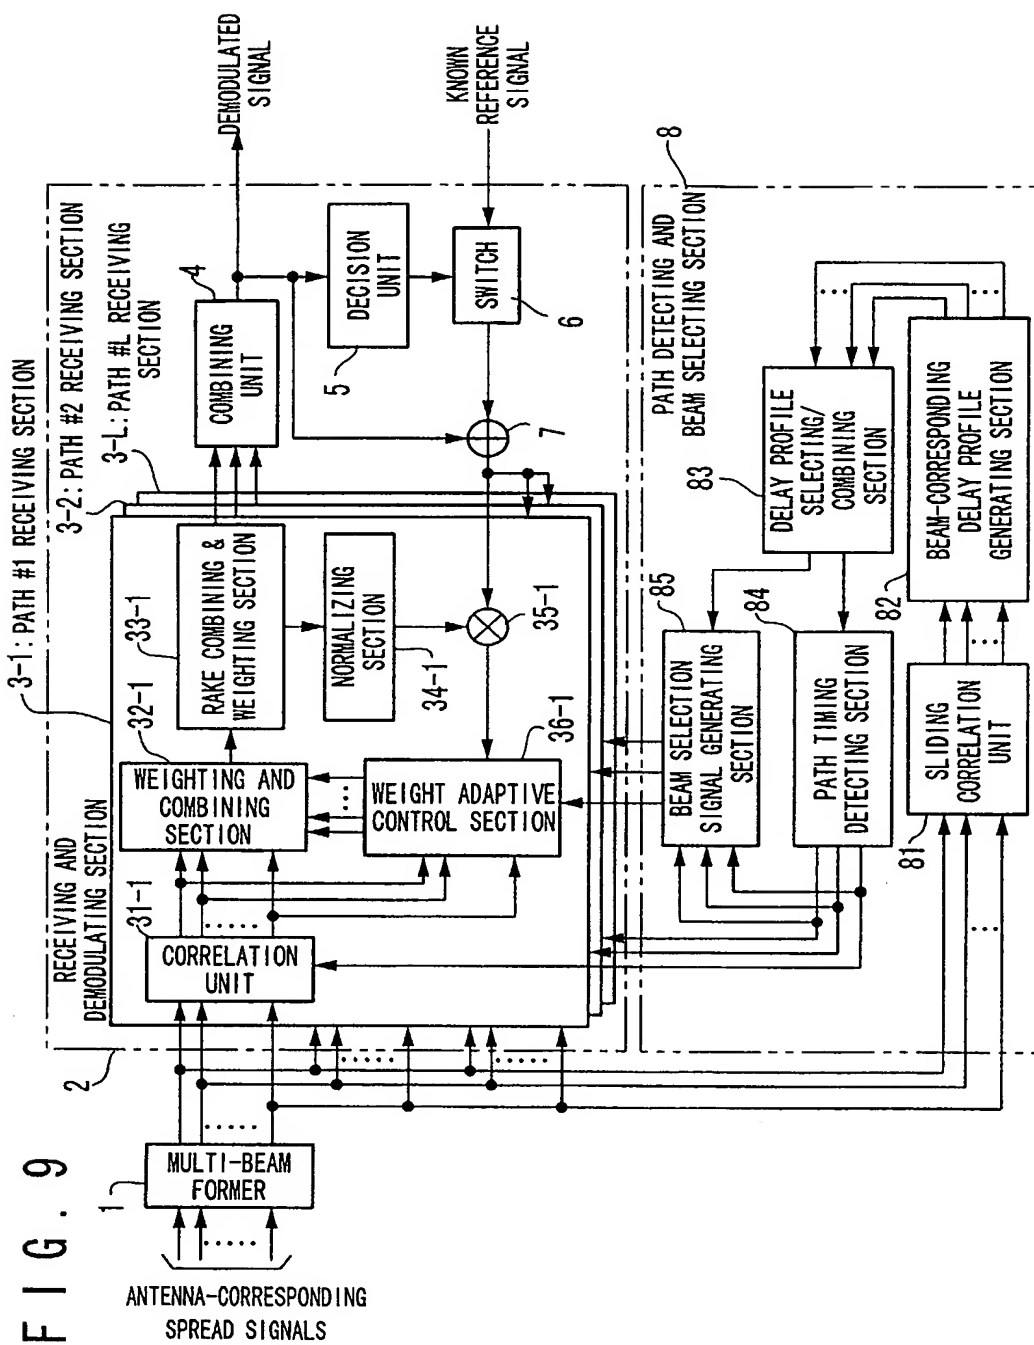 FIG. 9
ANTENNA-CORRESPONDING
SPREAD SIGNALS
1
MULTI-BEAM
FORMER
2
RECEIVING AND
DEMODULATING SECTION
3-1: PATH #1 RECEIVING SECTION
3-2: PATH #2 RECEIVING SECTION
3-L: PATH #L RECEIVING
SECTION
31-1
CORRELATION
UNIT
32-1
WEIGHTING AND
COMBINING
SECTION
33-1
RAKE COMBINING &
WEIGHTING SECTION
NORMALIZING
SECTION
34-1
35-1
36-1
WEIGHT ADAPTIVE
CONTROL SECTION
4
COMBINING
UNIT
DEMODULATED
SIGNAL
DECISION
UNIT
5
SWITCH
6
7
KNOWN
REFERENCE
SIGNAL
8
PATH DETECTING AND
BEAM SELECTING SECTION
81
SLIDING
CORRELATION
UNIT
82
BEAM-CORRESPONDING
DELAY PROFILE
GENERATING SECTION
83
DELAY PROFILE
SELECTING/
COMBINING
SECTION
84
PATH TIMING
DETECTING SECTION
85
BEAM SELECTION
SIGNAL GENERATING
SECTION